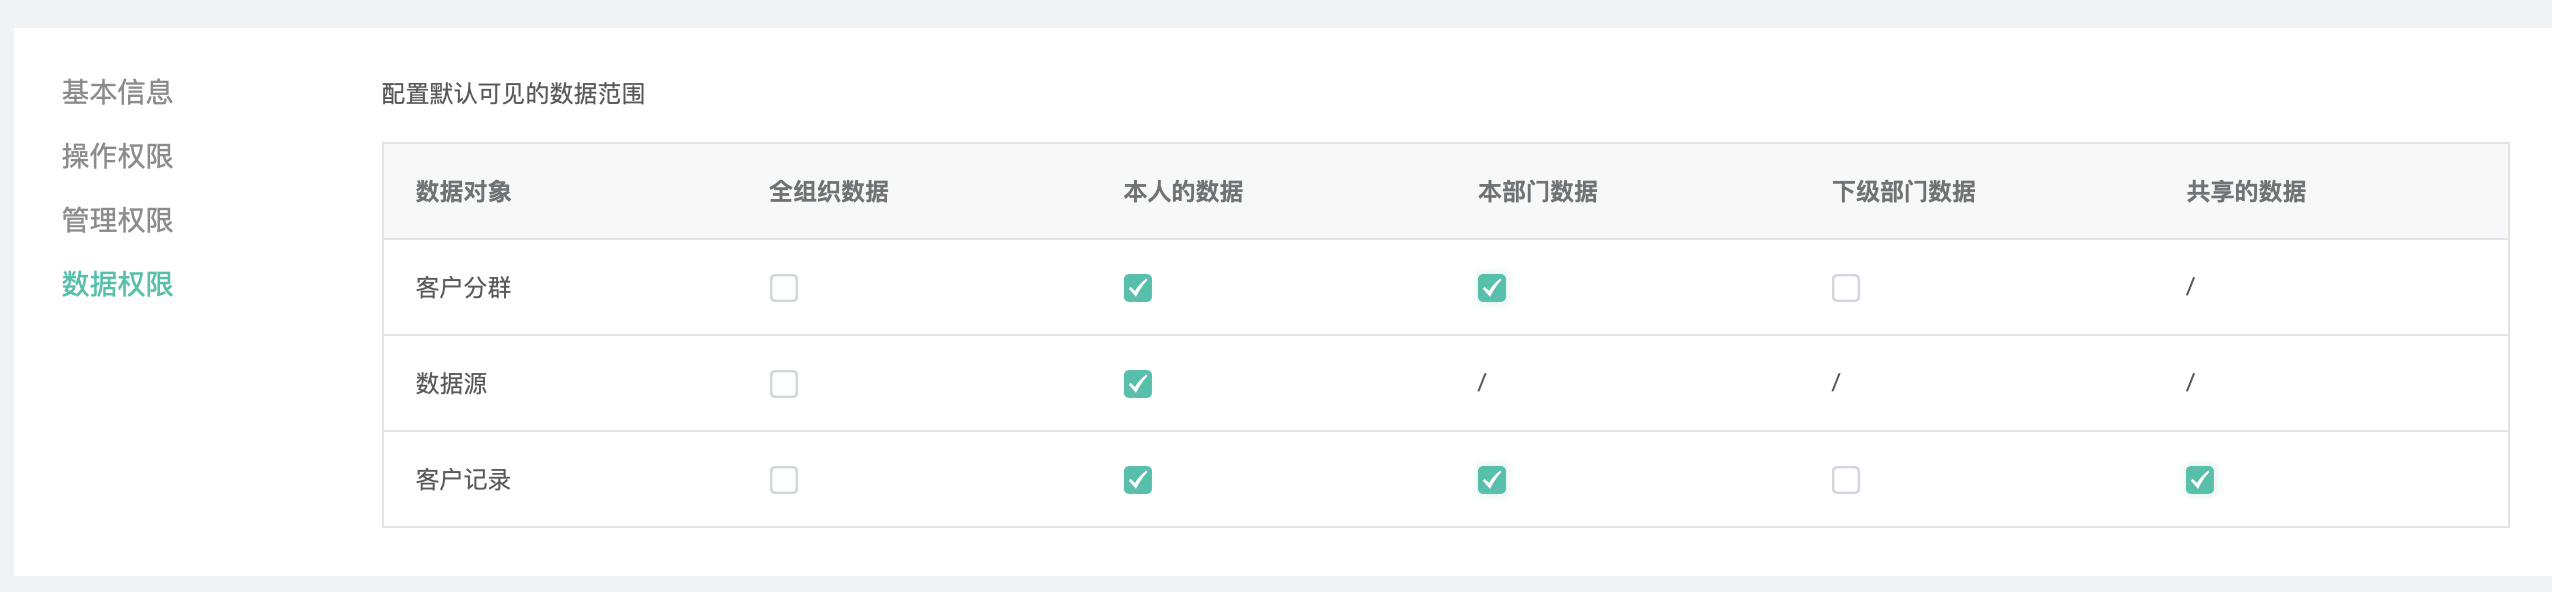 基本信息
操作权限
管理权限
数据权限
配置默认可见的数据范围
数据对象 全组织数据 本人的数据 本部门数据 下级部门数据 共享的数据
客户分群 /
数据源 / / /
客户记录